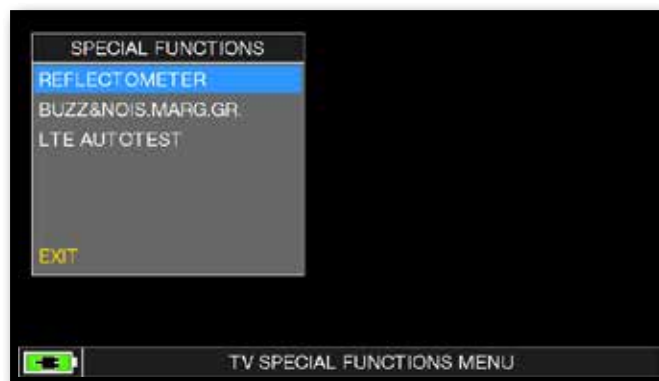 SPECIAL FUNCTIONS
REFLECTOMETER
BUZZ&NOIS.MARG.GR.
LTE AUTOTEST
EXIT
TV SPECIAL FUNCTIONS MENU